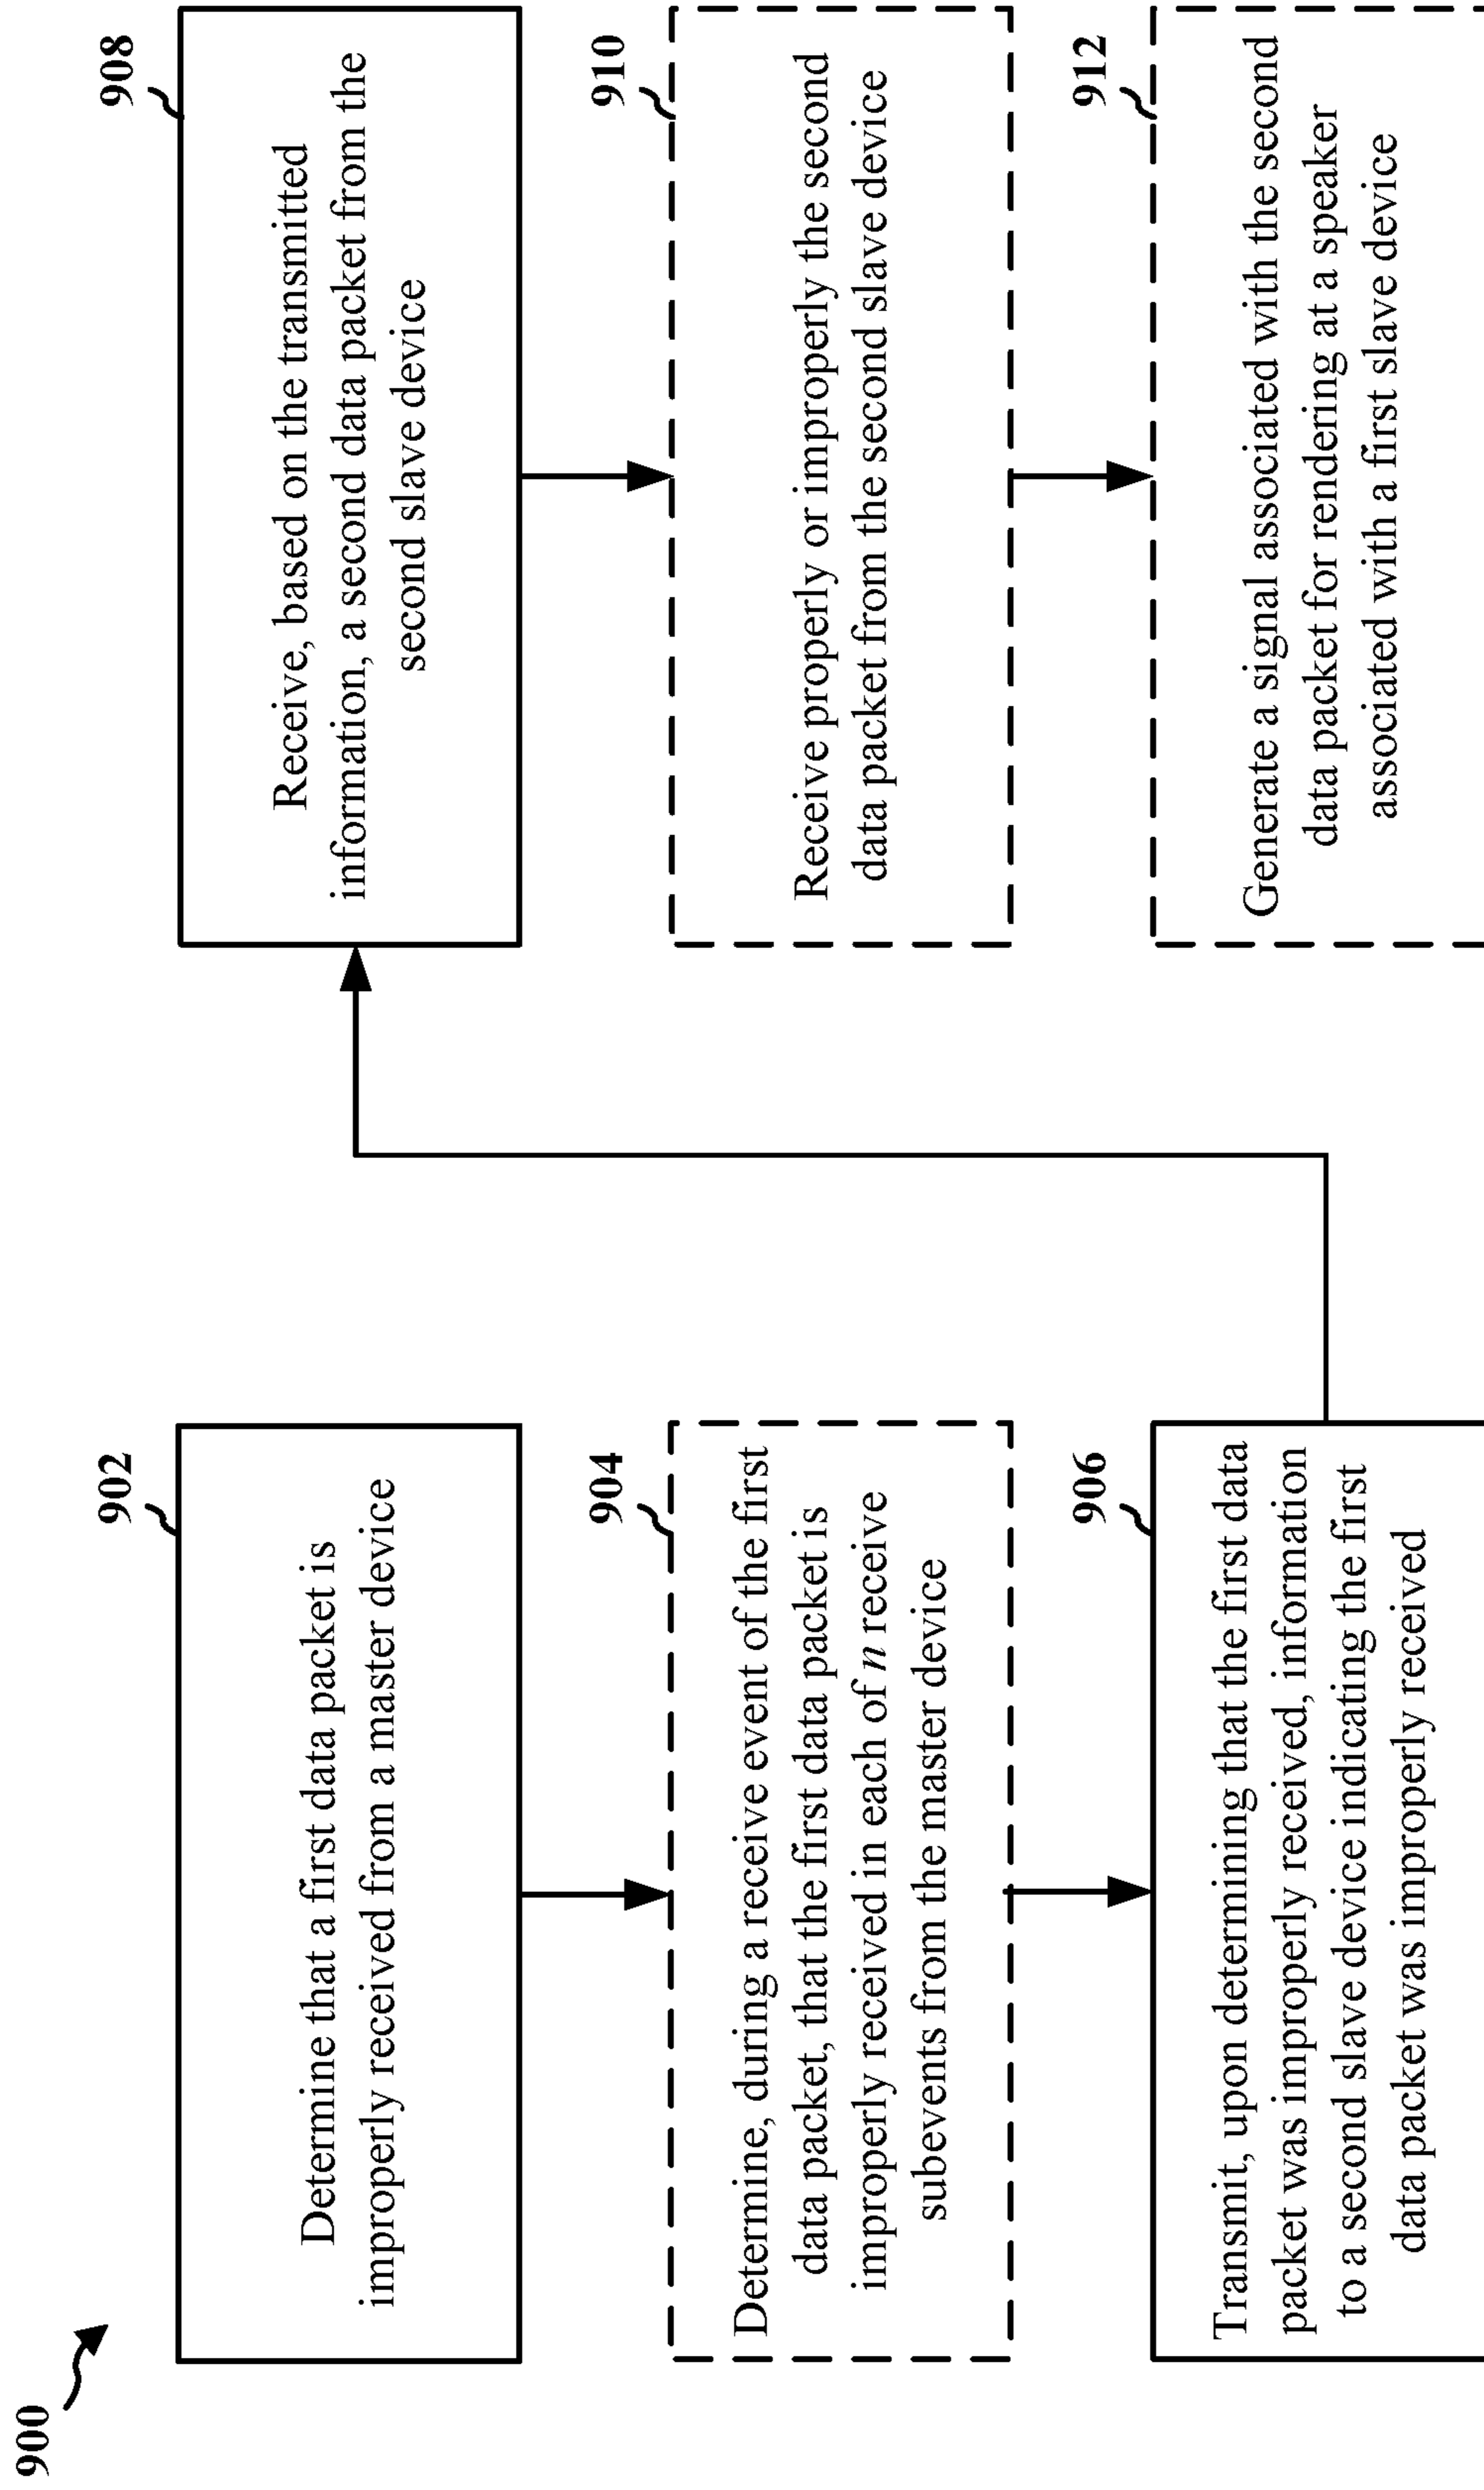 900
902
Determine that a first data packet is
improperly received from a master device
904
Determine, during a receive event of the first
data packet, that the first data packet is
improperly received in each of n receive
subevents from the master device
906
Transmit, upon determining that the first data
packet was improperly received, information
to a second slave device indicating the first
data packet was improperly received
908
Receive, based on the transmitted
information, a second data packet from the
second slave device
910
Receive properly or improperly the second
data packet from the second slave device
912
Generate a signal associated with the second
data packet for rendering at a speaker
associated with a first slave device